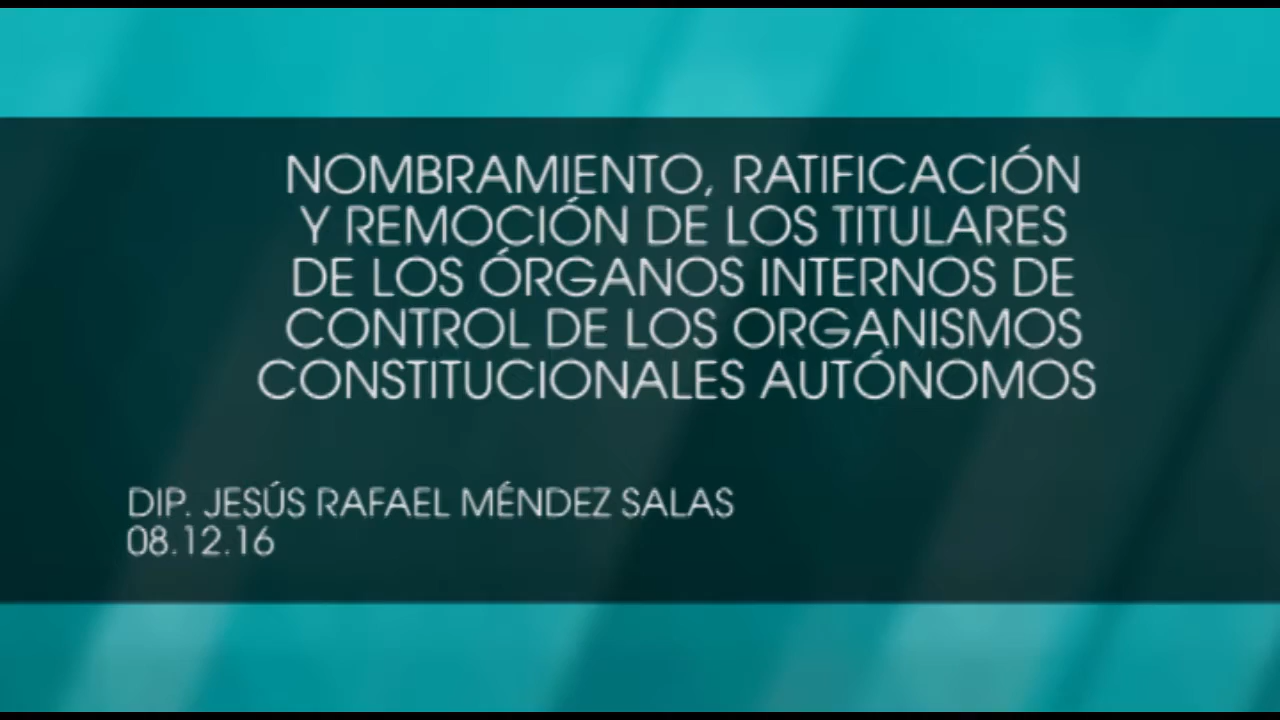 NOMBRAMIENTO, RATIFICACIÓN
Y REMOCIÓN DE LOS TITULARES
DE LOS ÓRGANOS INTERNOS DE
CONTROL DE LOS ORGANISMOS
CONSTITUCIONALES AUTÓNOMOS
DIP. JESÚS RAFAEL MÉNDEZ SALAS
08.12.16